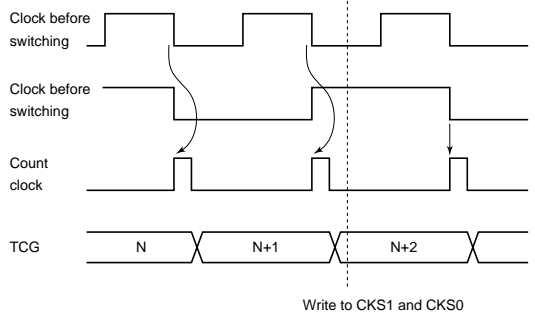 Clock before
switching
Clock before
switching
Count
clock
TCG
N
N+1
N+2
Write to CKS1 and CKS0